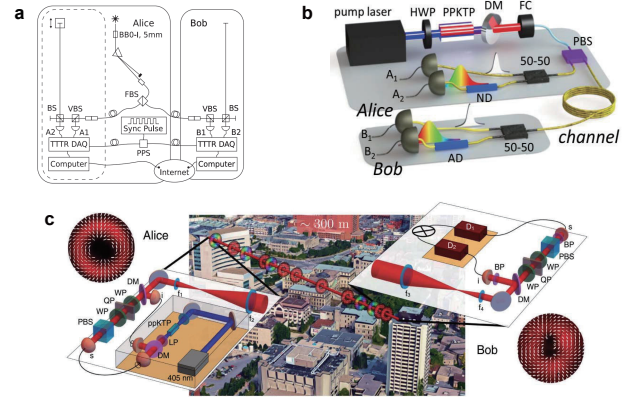 a
Alice
Bob
BB0-I, 5mm
FBS
BS
VBS
VBS
BS
A2
A1
Sync Pulse
B1
B2
TTTR DAQ
PPS
TTTR DAQ
Computer
Internet
Computer
b
pump laser
HWP
PPKTP
DM
FC
PBS
A1
50-50
A2
ND
Alice
B1
B2
50-50
AD
Bob
channel
c
Alice
~ 300 m
D1
D2
s
BP
PBS
WP
QP
WP
DM
BP
i
f3
f4
DM
WP
QP
WP
PBS
i
f1
f2
s
ppKTP
LP
DM
405 nm
Bob